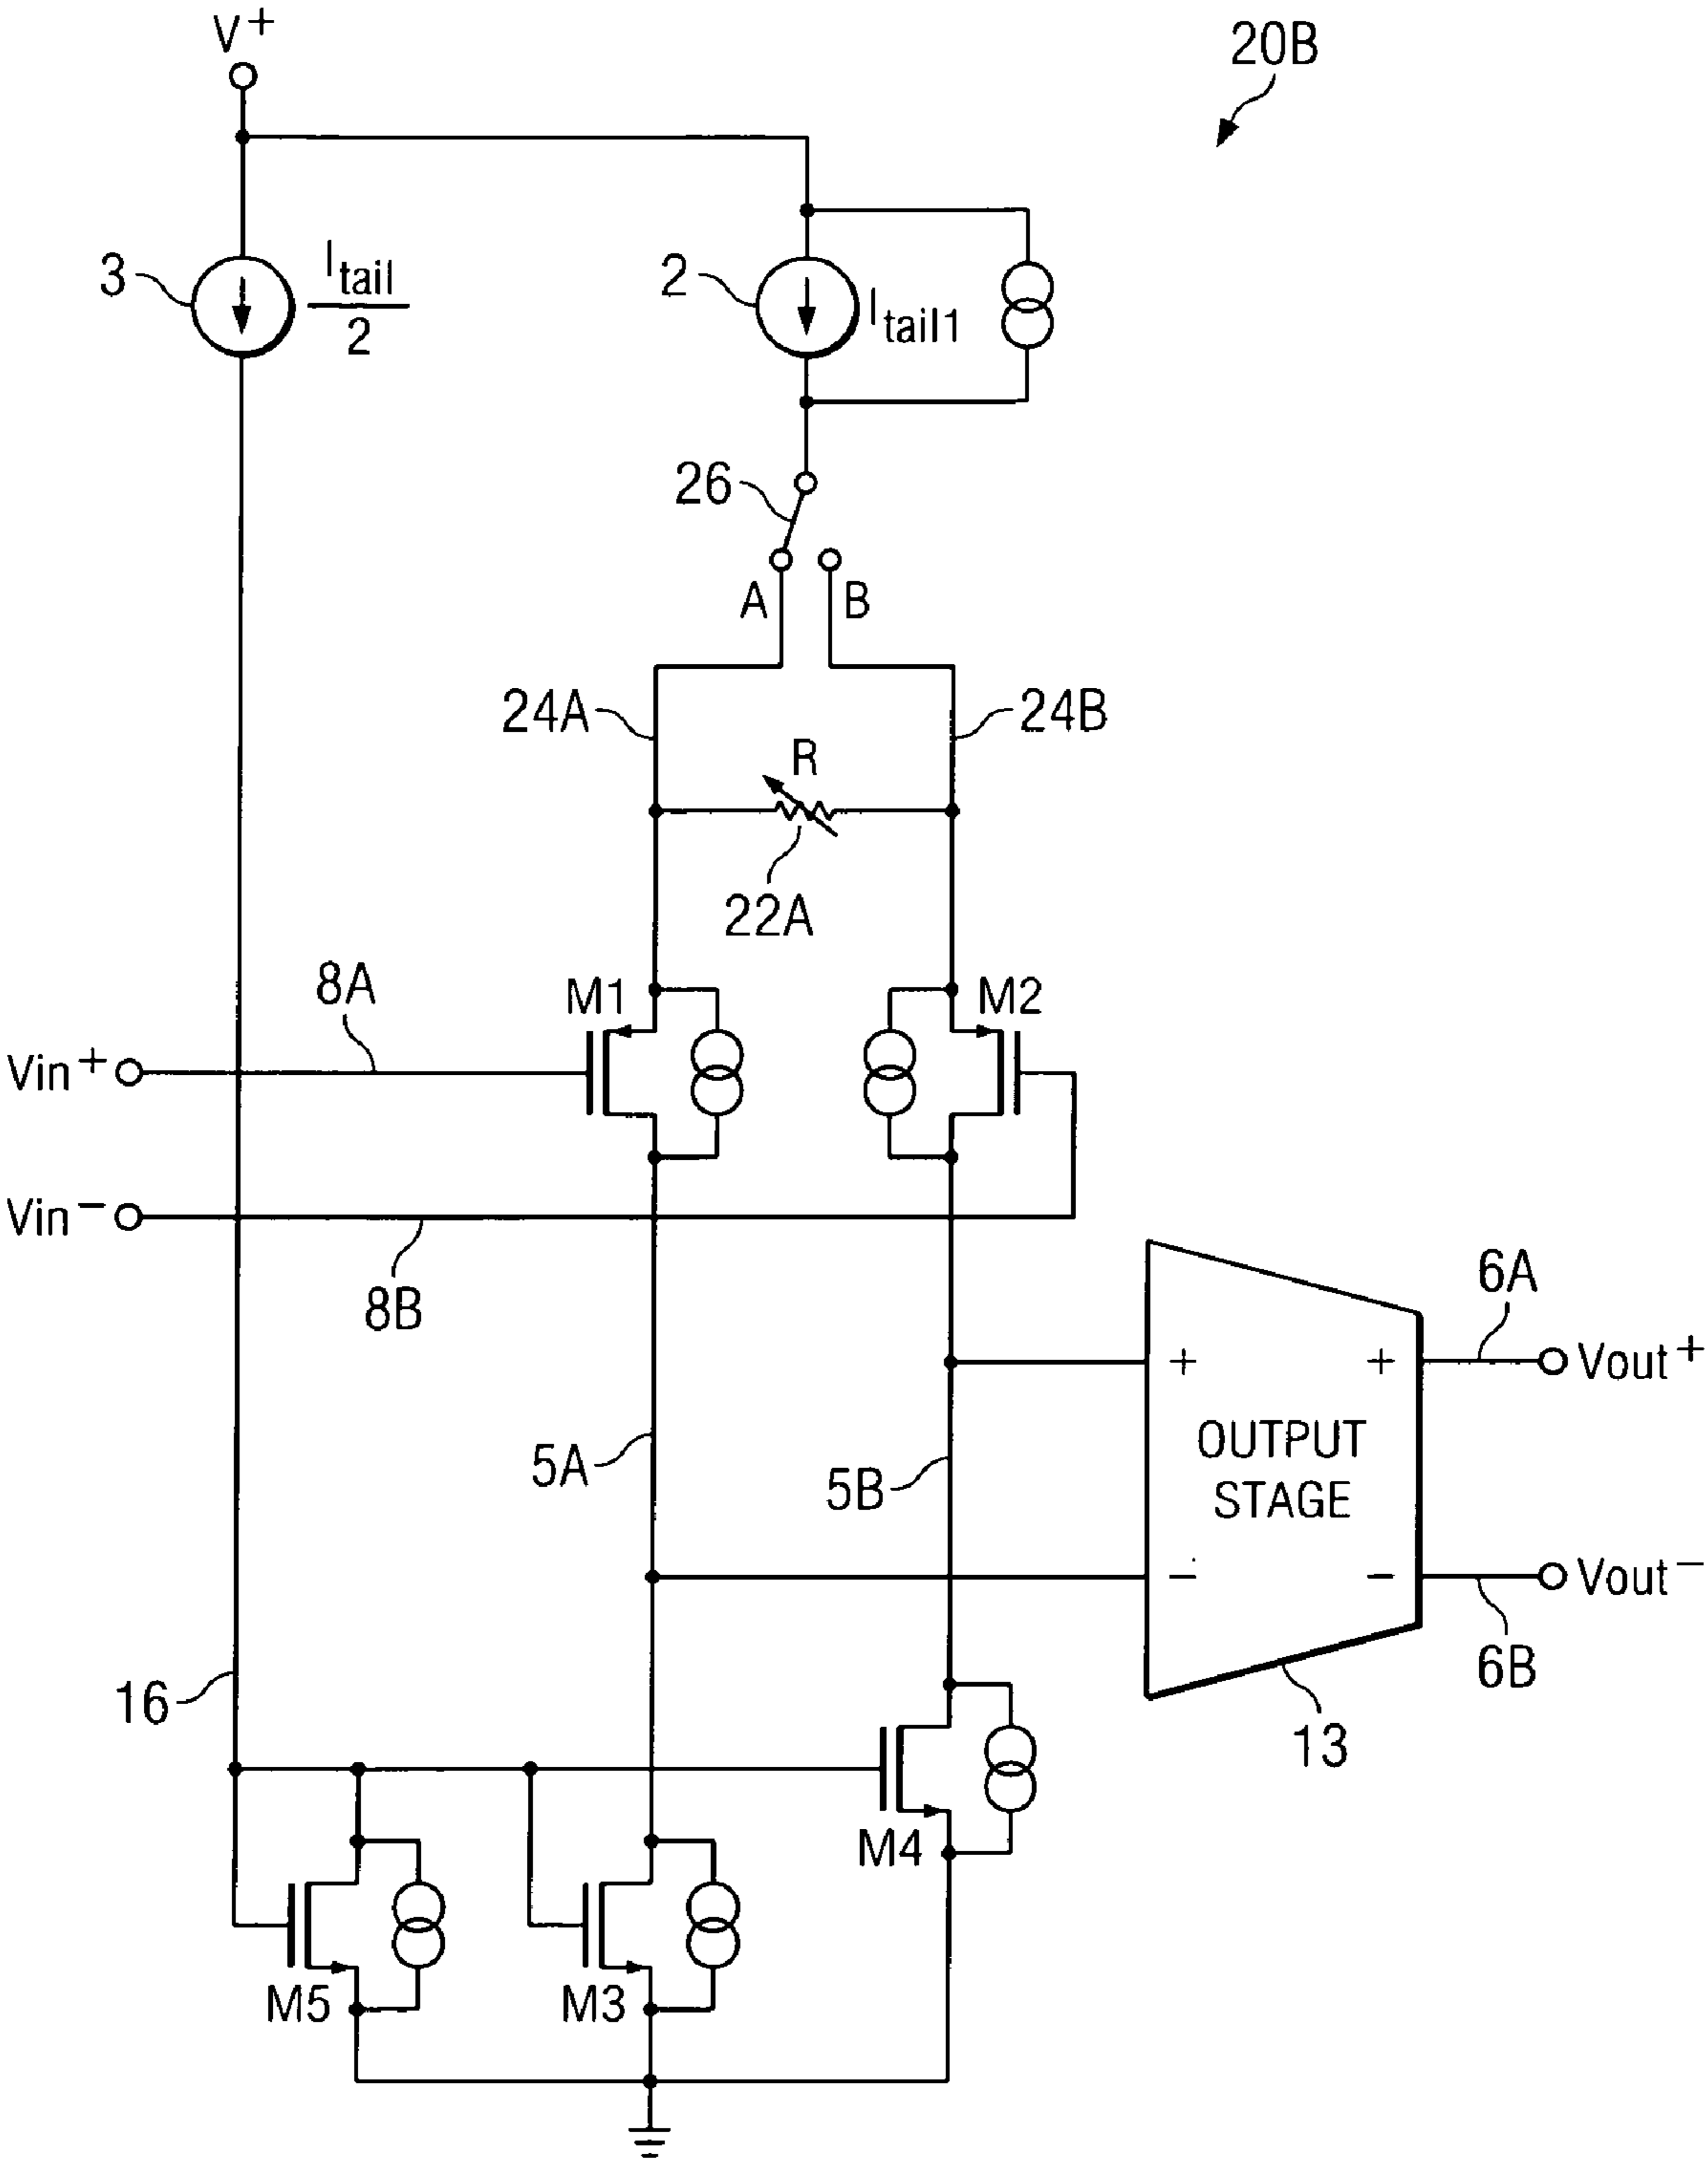 V+
20B
3
Itail
2
2
Itail1
26
A
B
24A
24B
R
22A
8A
M1
M2
Vin+
Vin−
8B
6A
+
+
Vout+
5A
5B
OUTPUT
STAGE
−
−
Vout−
16
6B
13
M4
M5
M3